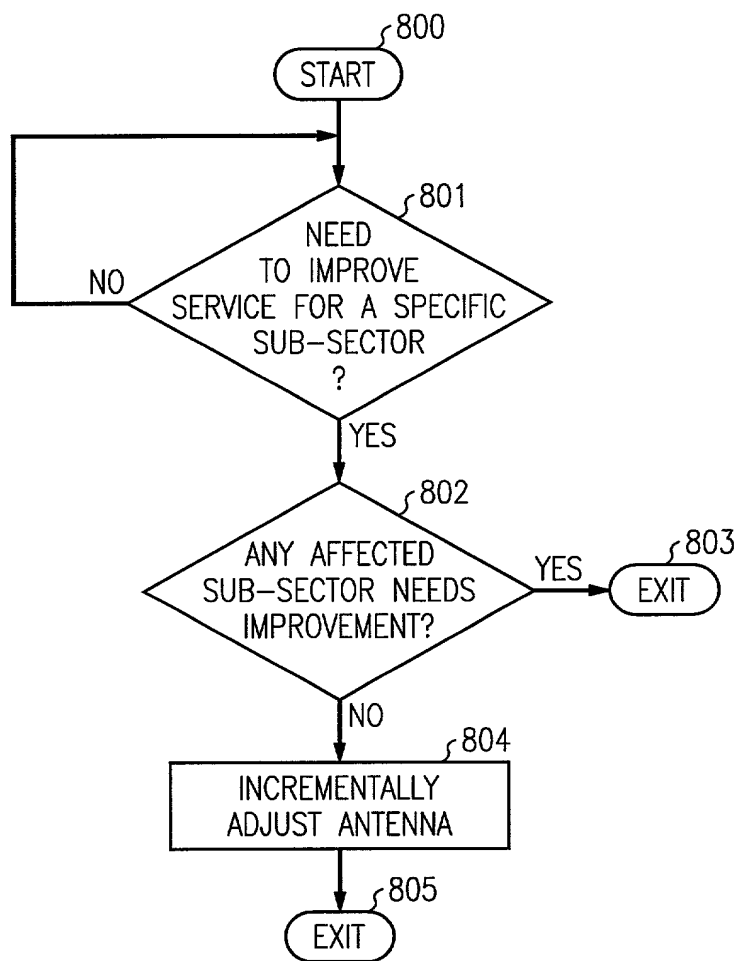 800
START
801
NEED
TO IMPROVE
SERVICE FOR A SPECIFIC
SUB-SECTOR
?
NO
YES
802
ANY AFFECTED
SUB-SECTOR NEEDS
IMPROVEMENT?
YES
803
EXIT
NO
804
INCREMENTALLY
ADJUST ANTENNA
805
EXIT